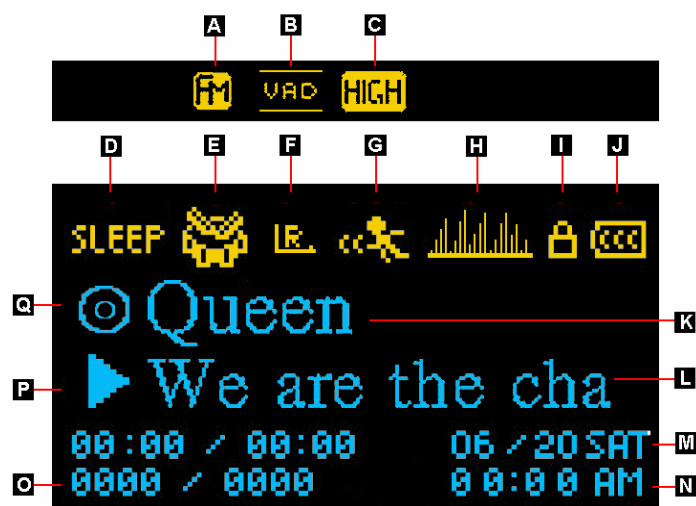 A B C
FM VAD HIGH
D E F G H I J
SLEEP LR
Q Queen K
P We are the cha L
00:00 / 00:00 06/20 SAT M
O 0000 / 0000 00:00 AM N